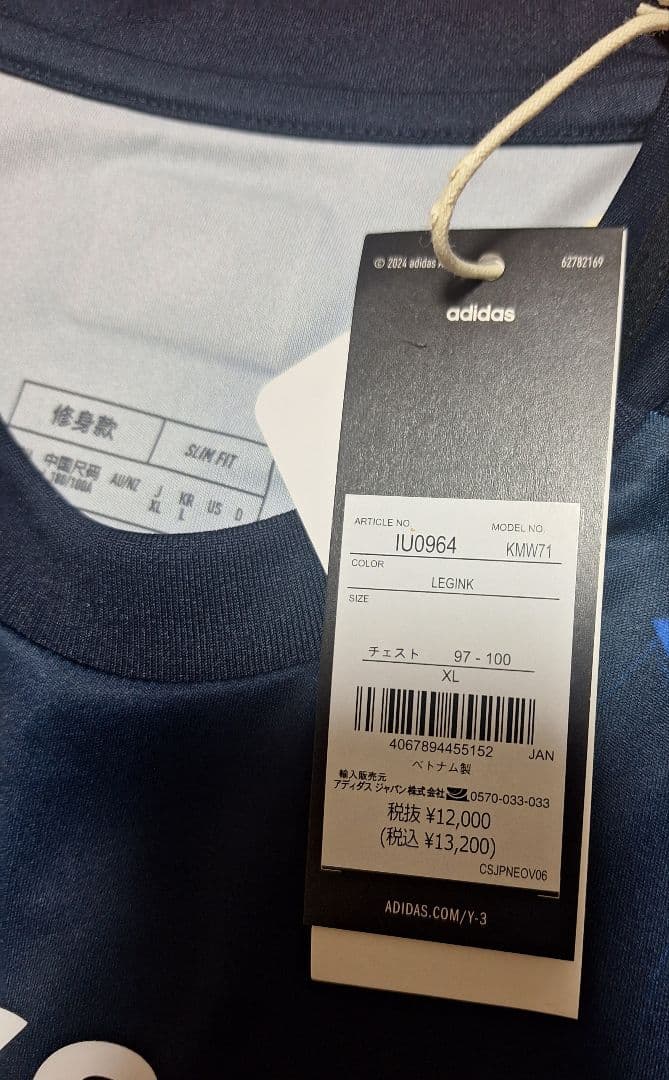 © 2024 adidas
62782169
adidas
修身款
SLIM FIT
中国尺码 AU/NZ J KR US D
180/100A XL L
ARTICLE NO. MODEL NO.
IU0964 KMW71
COLOR
LEGINK
SIZE
チェスト 97 - 100
XL
4067894455152 JAN
ベトナム製
輸入販売元
アディダス ジャパン株式会社 0570-033-033
税抜 ¥12,000
(税込 ¥13,200)
CSJPNEOV06
ADIDAS.COM/Y-3